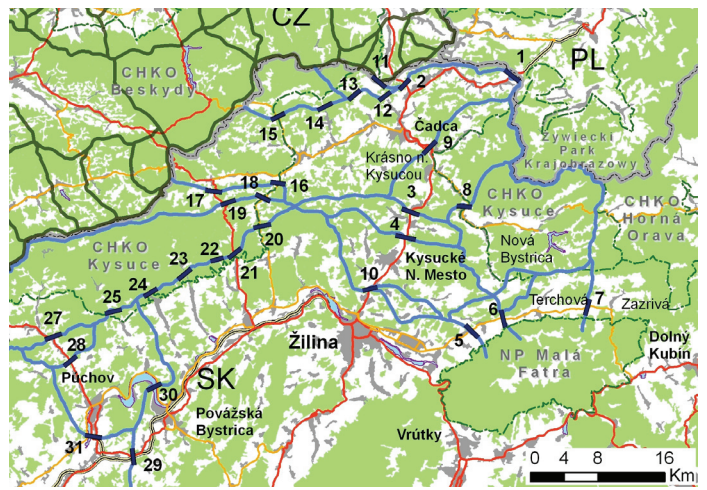 CZ
11
1
PL
CHKO
Beskydy
13
2
12
15
14
Čadca
9
Żywiecki
Park
Krajobrazowy
Krásno n.
Kysucou
18
16
17
19
3
8
CHKO
Kysuce
CHKO
Horná
Orava
4
20
CHKO
Kysuce
Kysucké
N. Mesto
Nová
Bystrica
23
22
21
24
25
10
27
28
Terchová
7
Zazrivá
6
5
Žilina
Dolný
Kubín
NP Malá
Fatra
Púchov
SK
30
Považská
Bystrica
Vrútky
31
29
0
4
8
16
Km